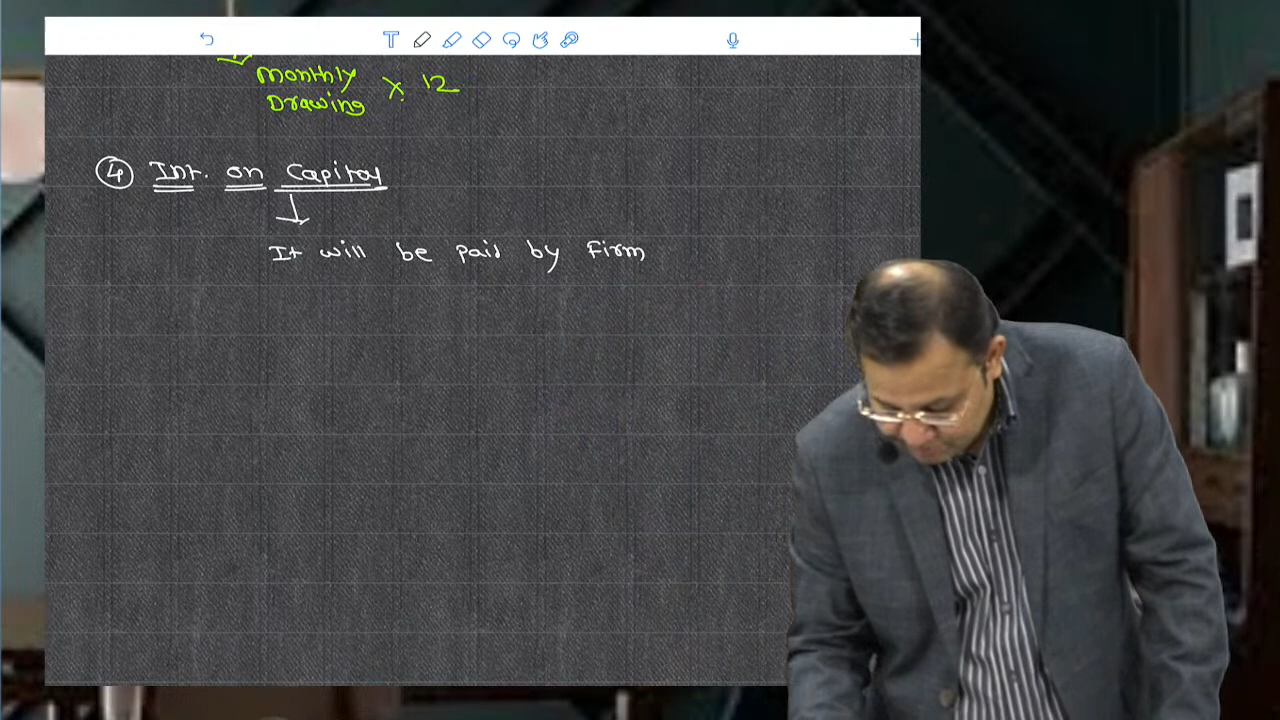 Monthly
Drawing × 12
④ Int. on Capital
It will be paid by Firm